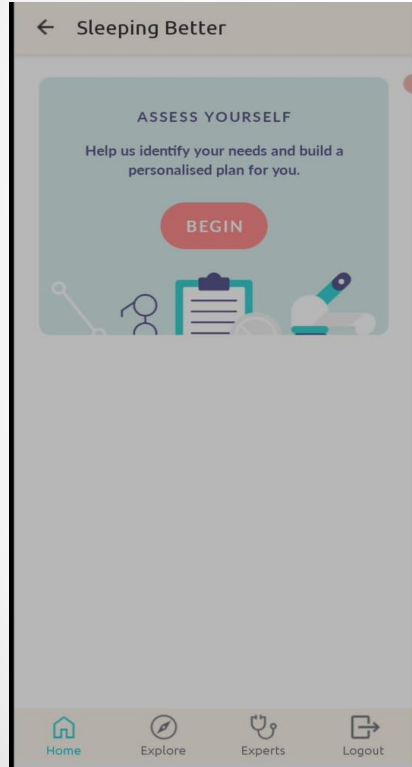 Sleeping Better
ASSESS YOURSELF
Help us identify your needs and build a
personalised plan for you.
BEGIN
Home
Explore
Experts
Logout